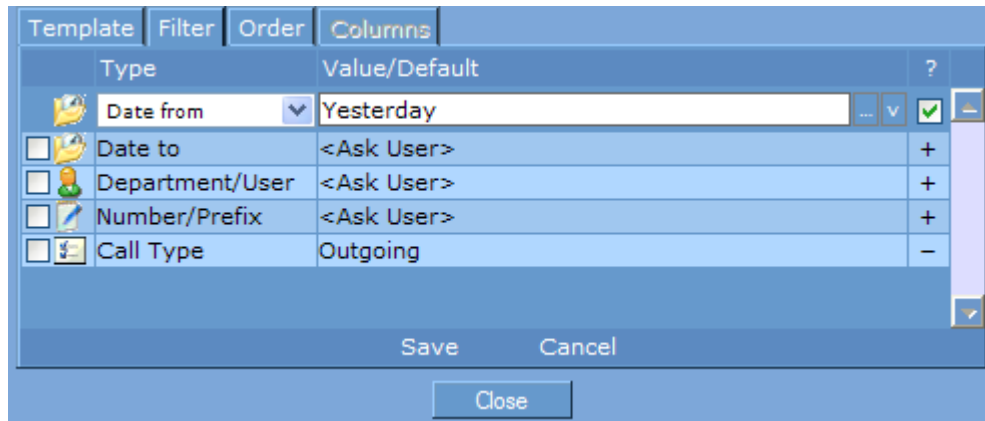 Template Filter Order Columns
Type Value/Default ?
Date from Yesterday ... v
Date to <Ask User> +
Department/User <Ask User> +
Number/Prefix <Ask User> +
Call Type Outgoing −
Save Cancel
Close